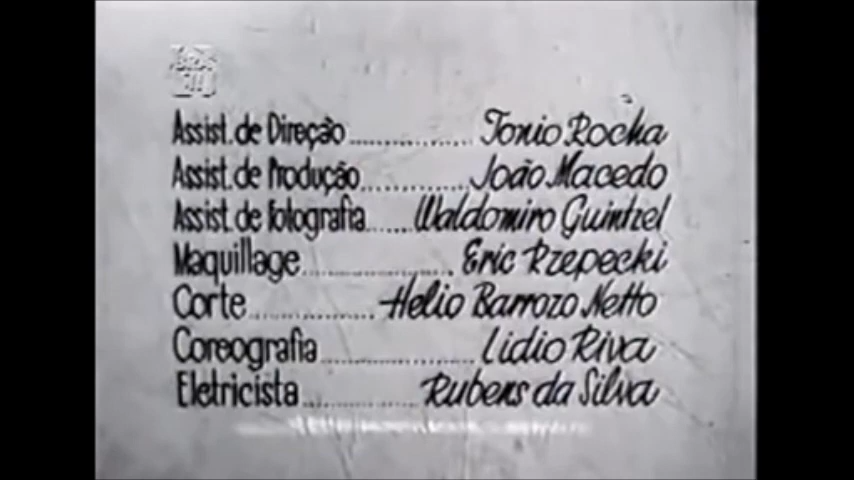 Assist. de Direção................ Tonio Rocha
Assist. de Produção............João Macedo
Assist. de Fotografia......Waldomiro Guintzel
Maquillage.................... Eric Rzepecki
Corte................Helio Barrozo Netto
Coreografia.................... Lidio Riva
Eletricista................Rubens da Silva